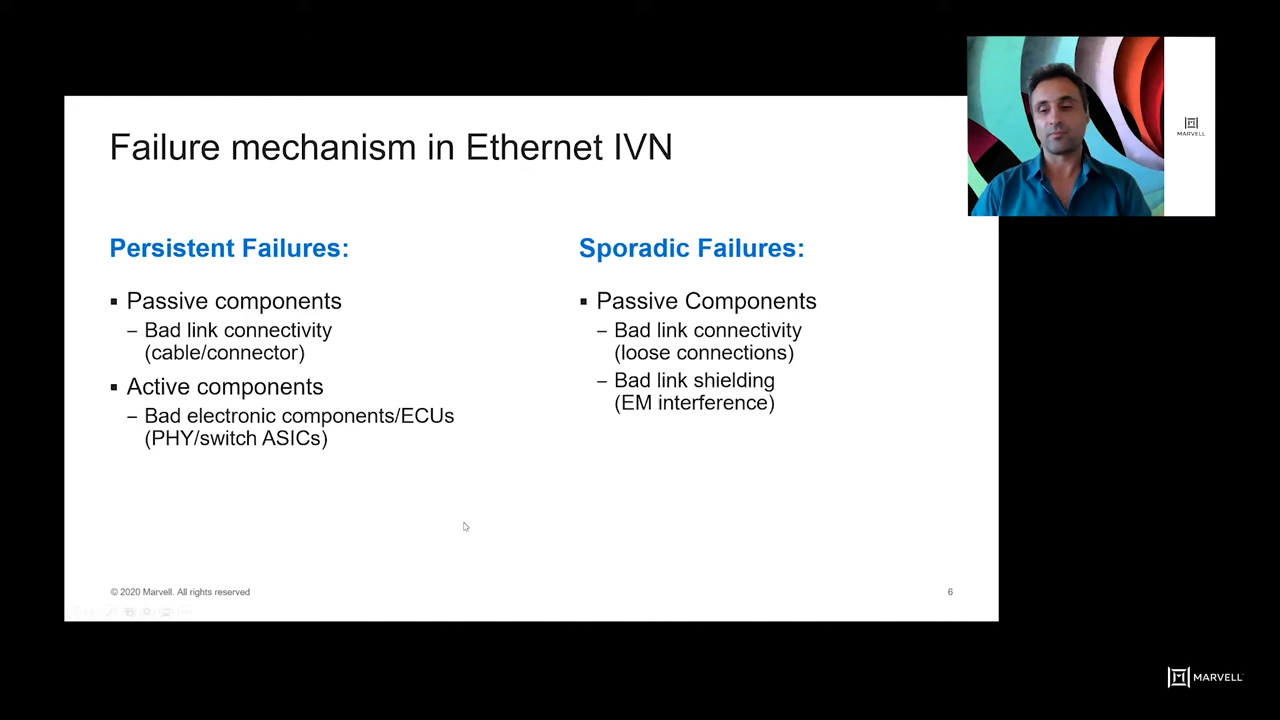 Failure mechanism in Ethernet IVN
Persistent Failures:
▪ Passive components
– Bad link connectivity
(cable/connector)
▪ Active components
– Bad electronic components/ECUs
(PHY/switch ASICs)
Sporadic Failures:
▪ Passive Components
– Bad link connectivity
(loose connections)
– Bad link shielding
(EM interference)
© 2020 Marvell. All rights reserved
6
MARVELL
MARVELL